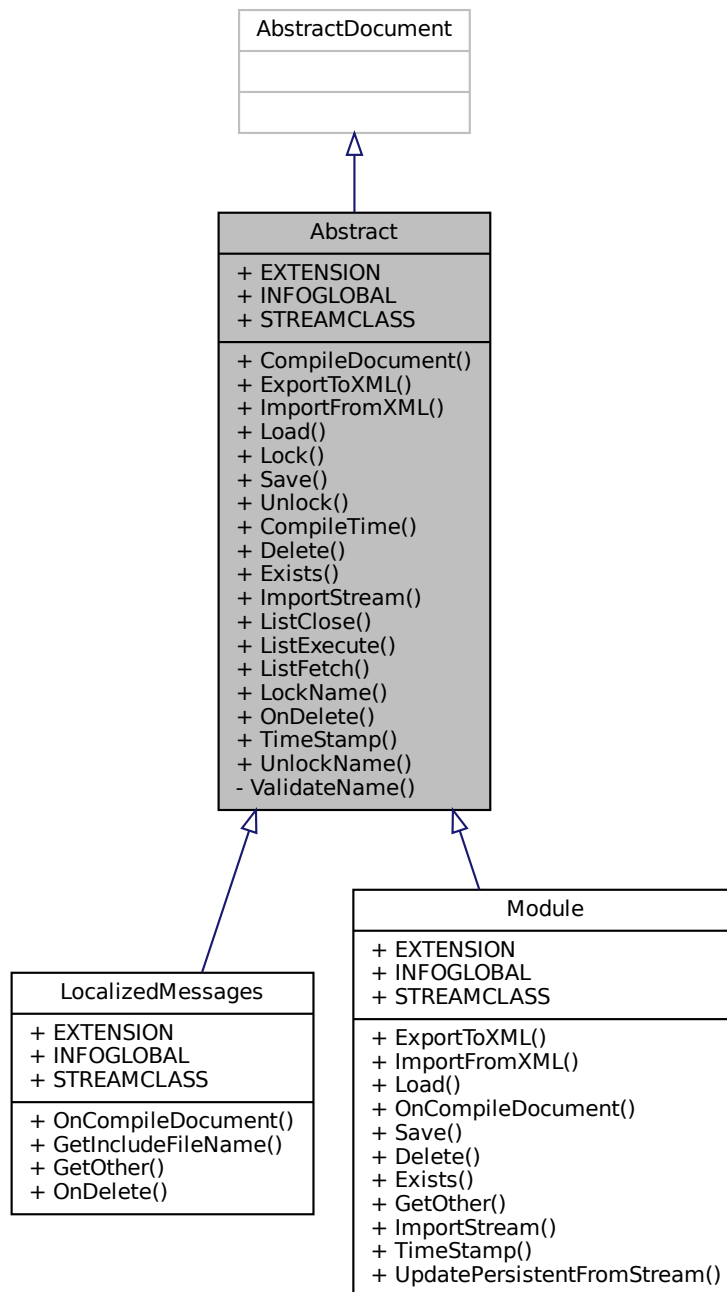 AbstractDocument
Abstract
+ EXTENSION
+ INFOGLOBAL
+ STREAMCLASS
+ CompileDocument()
+ ExportToXML()
+ ImportFromXML()
+ Load()
+ Lock()
+ Save()
+ Unlock()
+ CompileTime()
+ Delete()
+ Exists()
+ ImportStream()
+ ListClose()
+ ListExecute()
+ ListFetch()
+ LockName()
+ OnDelete()
+ TimeStamp()
+ UnlockName()
- ValidateName()
LocalizedMessages
+ EXTENSION
+ INFOGLOBAL
+ STREAMCLASS
+ OnCompileDocument()
+ GetIncludeFileName()
+ GetOther()
+ OnDelete()
Module
+ EXTENSION
+ INFOGLOBAL
+ STREAMCLASS
+ ExportToXML()
+ ImportFromXML()
+ Load()
+ OnCompileDocument()
+ Save()
+ Delete()
+ Exists()
+ GetOther()
+ ImportStream()
+ TimeStamp()
+ UpdatePersistentFromStream()